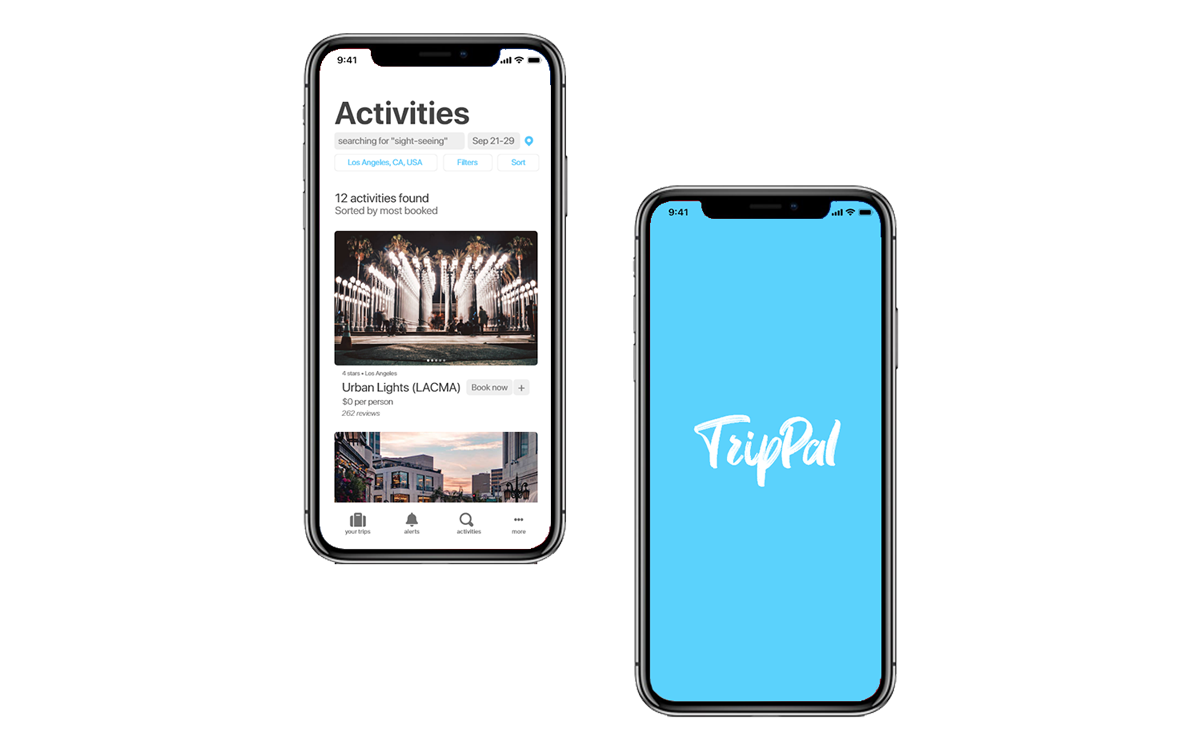 9:41
Activities
searching for "sight-seeing" Sep 21-29
Los Angeles, CA, USA Filters Sort
12 activities found
Sorted by most booked
4 stars • Los Angeles
Urban Lights (LACMA) Book now +
$0 per person
262 reviews
your trips alerts activities more
9:41
TripPal